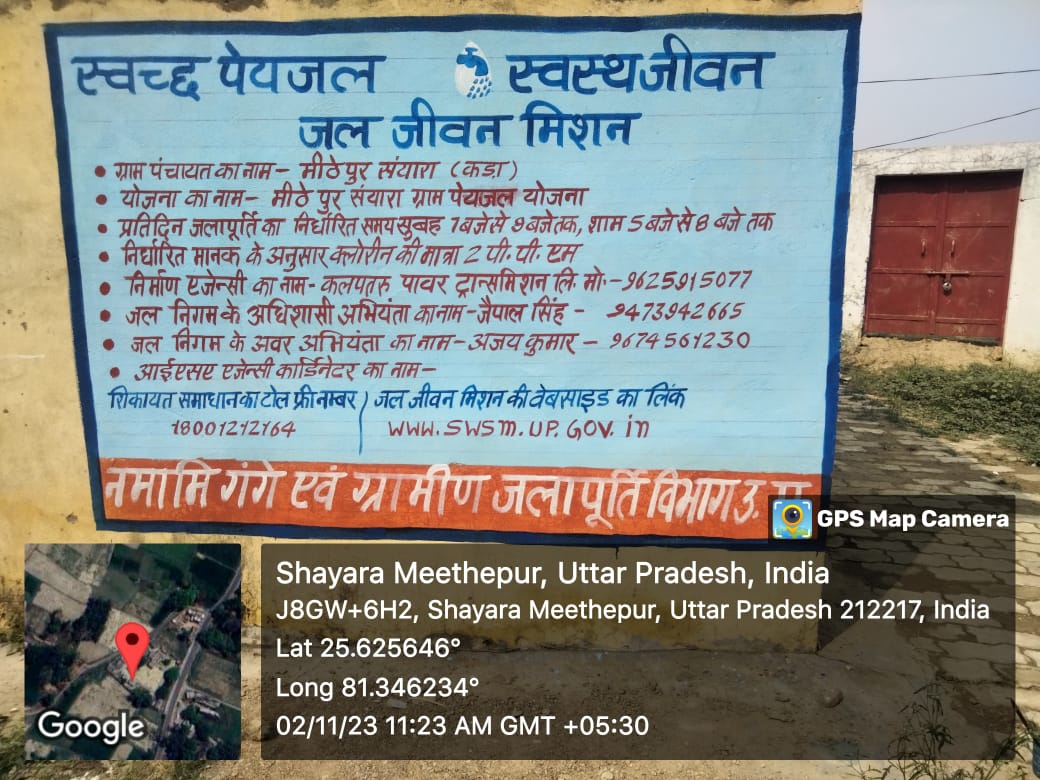 स्वच्छ पेयजल स्वस्थ जीवन
जल जीवन मिशन
• ग्राम पंचायत का नाम- मीठेपुर संयारा (कड़ा)
• योजना का नाम- मीठे पुर संयारा ग्राम पेयजल योजना
• प्रतिदिन जलापूर्ति का निर्धारित समय सुबह 7 बजे से 9 बजे तक, शाम 5 बजे से 8 बजे तक
• निर्धारित मानक के अनुसार क्लोरीन की मात्रा 2 पी. पी. एम
• निर्माण एजेन्सी का नाम- कलपतरु पावर ट्रान्समिशन लि. मो.-9625915077
• जल निगम के अधिशासी अभियंता का नाम-जैपाल सिंह - 9473942665
• जल निगम के अवर अभियंता का नाम-अजय कुमार - 9674561230
• आईएसए एजेन्सी कार्डिनेटर का नाम-
शिकायत समाधान का टोल फ्री नम्बर
18001212164
जल जीवन मिशन की वेबसाइड का लिंक
www.swsm.up.gov.in
नमामि गंगे एवं ग्रामीण जलापूर्ति विभाग उ. प्र.
GPS Map Camera
Shayara Meethepur, Uttar Pradesh, India
J8GW+6H2, Shayara Meethepur, Uttar Pradesh 212217, India
Lat 25.625646°
Long 81.346234°
02/11/23 11:23 AM GMT +05:30
Google